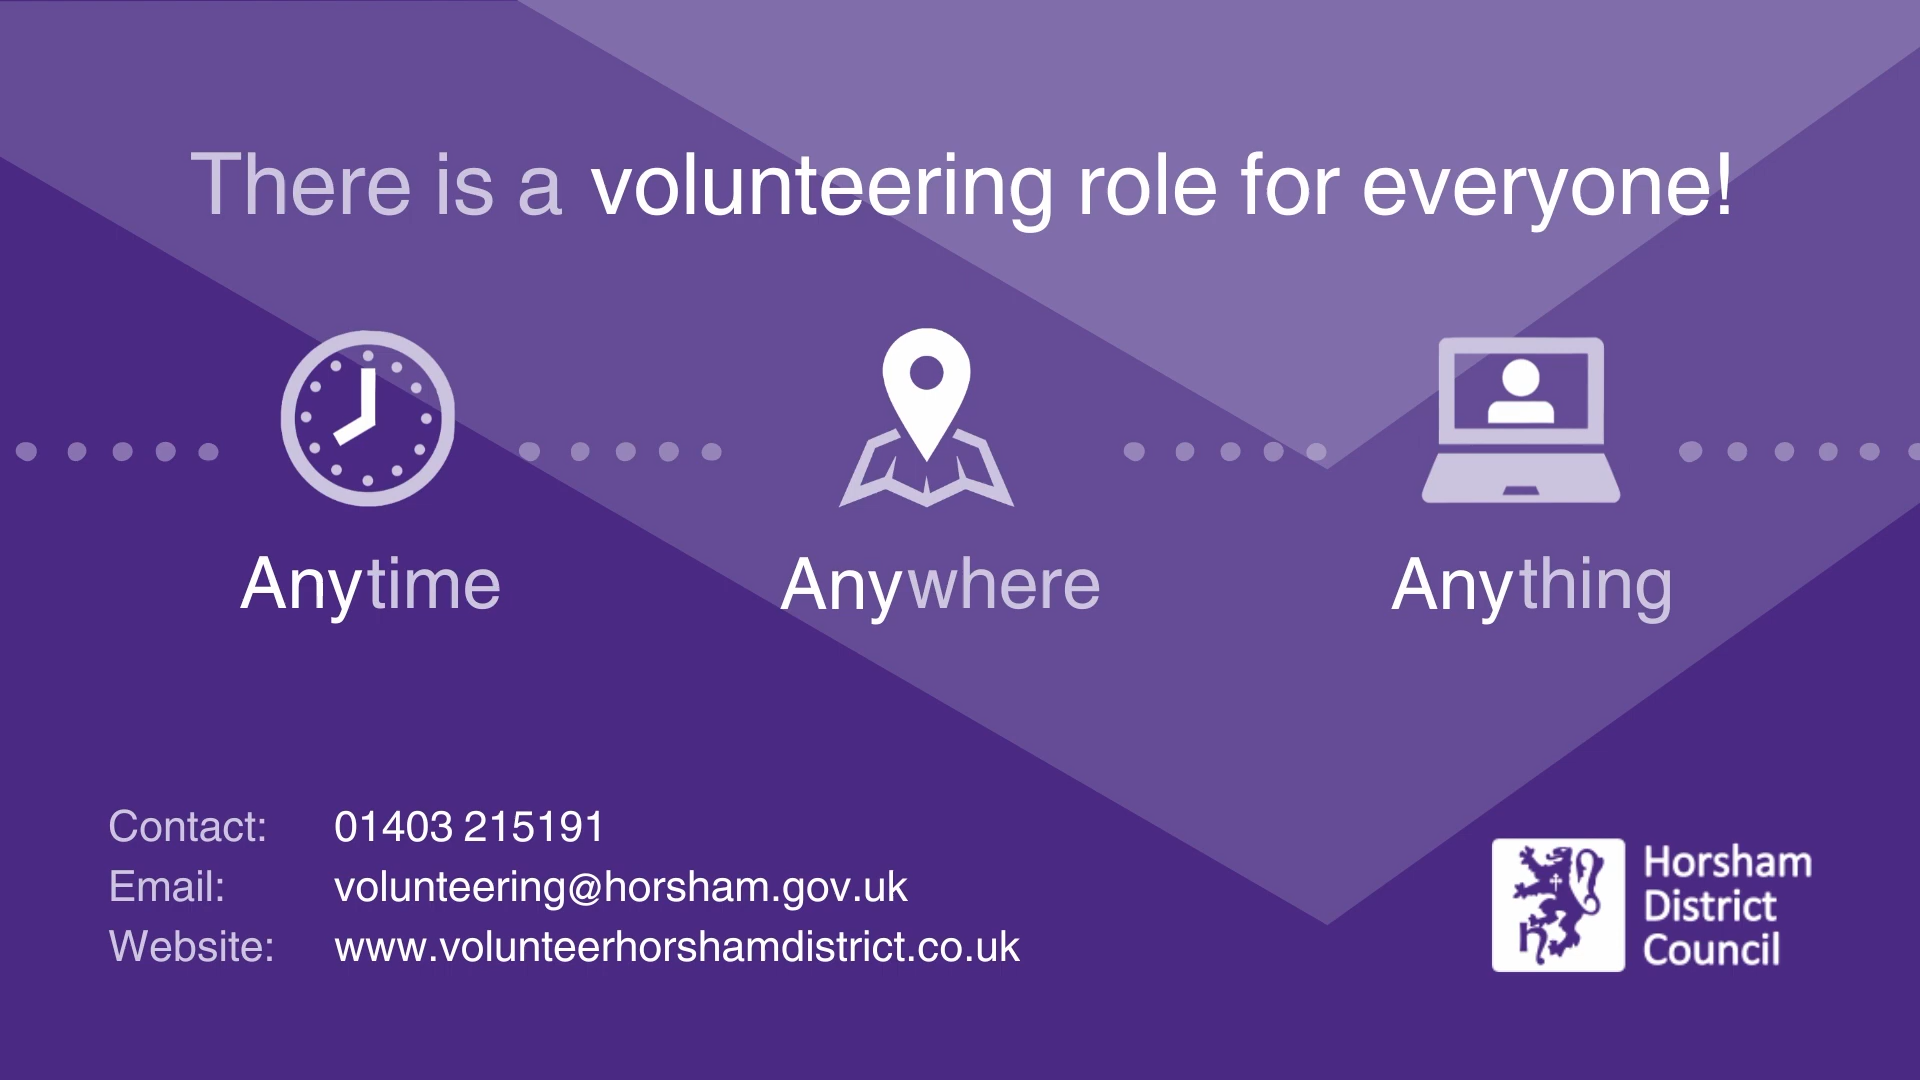 There is a volunteering role for everyone!
Anytime
Anywhere
Anything
Contact: 01403 215191
Email: volunteering@horsham.gov.uk
Website: www.volunteerhorshamdistrict.co.uk
Horsham
District
Council